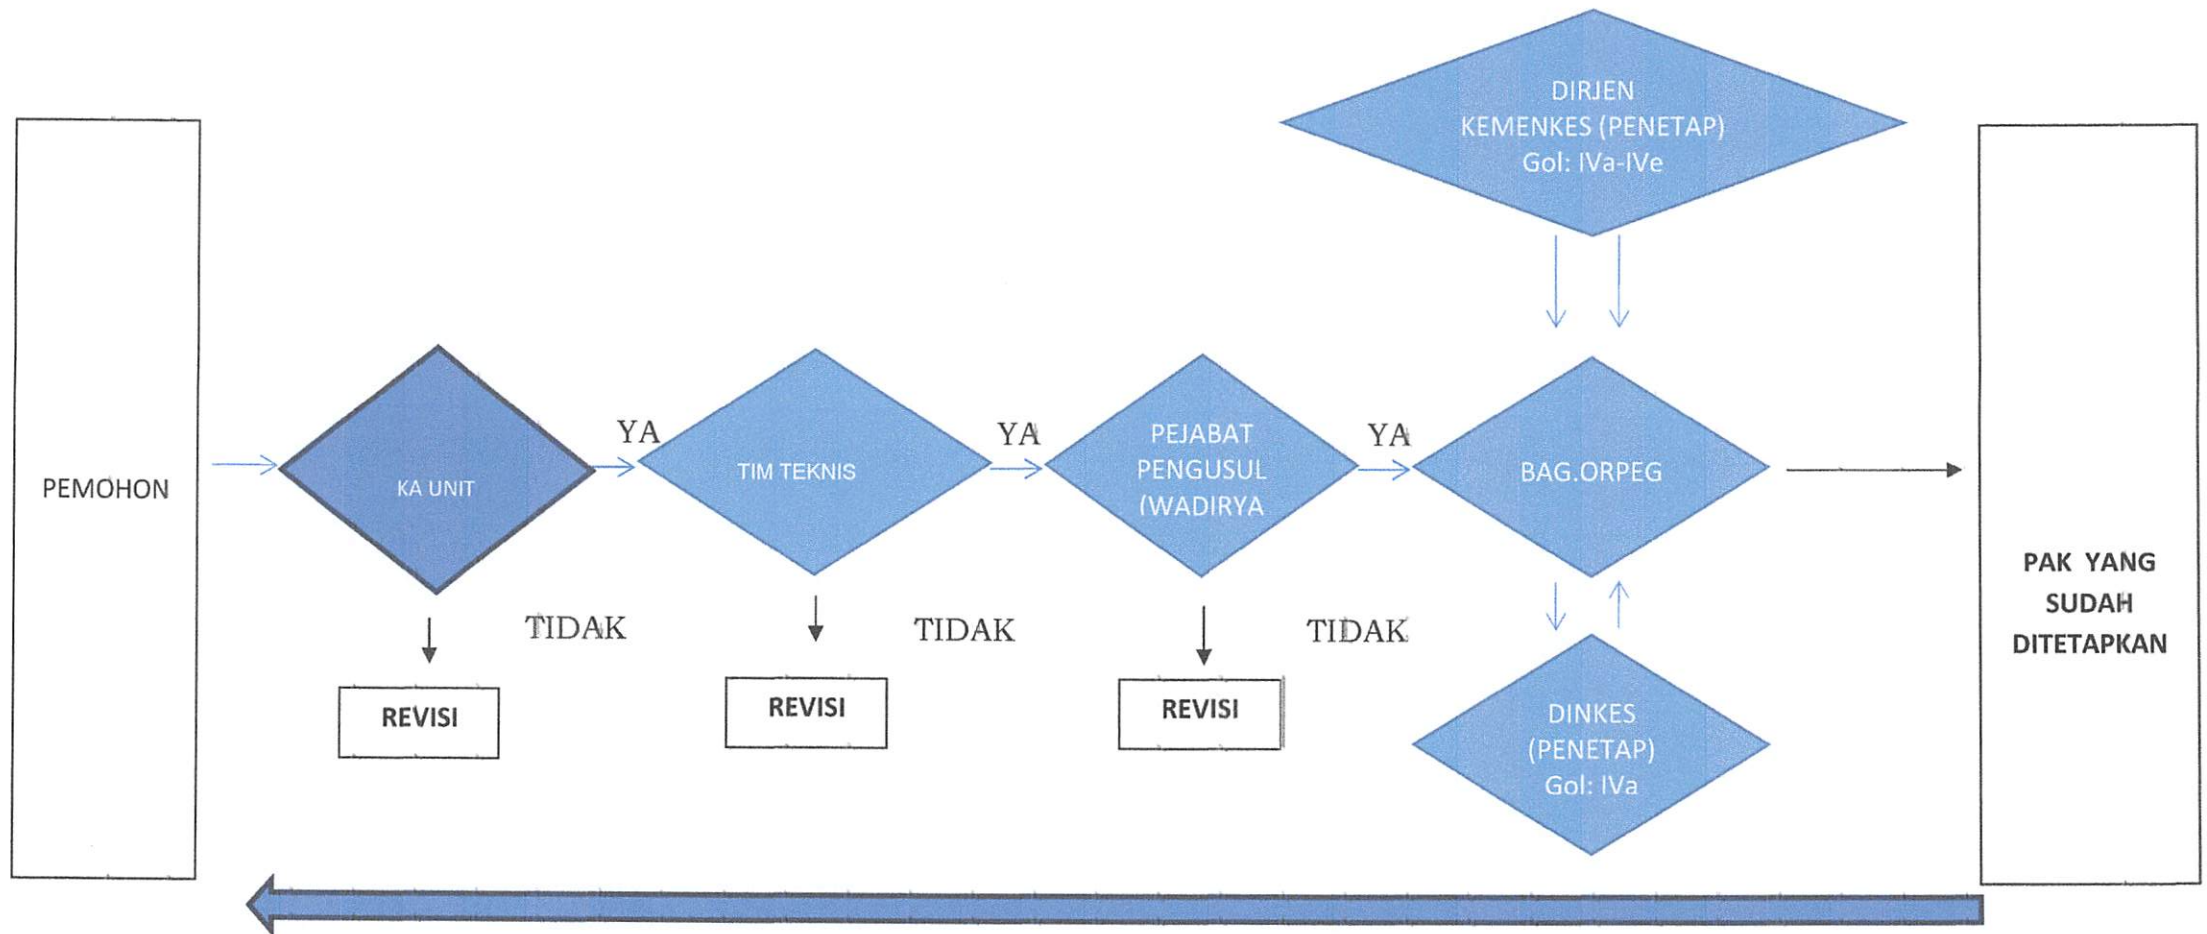 DIRJEN
KEMENKES (PENETAP)
Gol: IVa-IVe
PEMOHON
KA UNIT
YA
TIM TEKNIS
YA
PEJABAT
PENGUSUL
(WADIRYA
YA
BAG.ORPEG
PAK YANG
SUDAH
DITETAPKAN
TIDAK
TIDAK
TIDAK
REVISI
REVISI
REVISI
DINKES
(PENETAP)
Gol: IVa